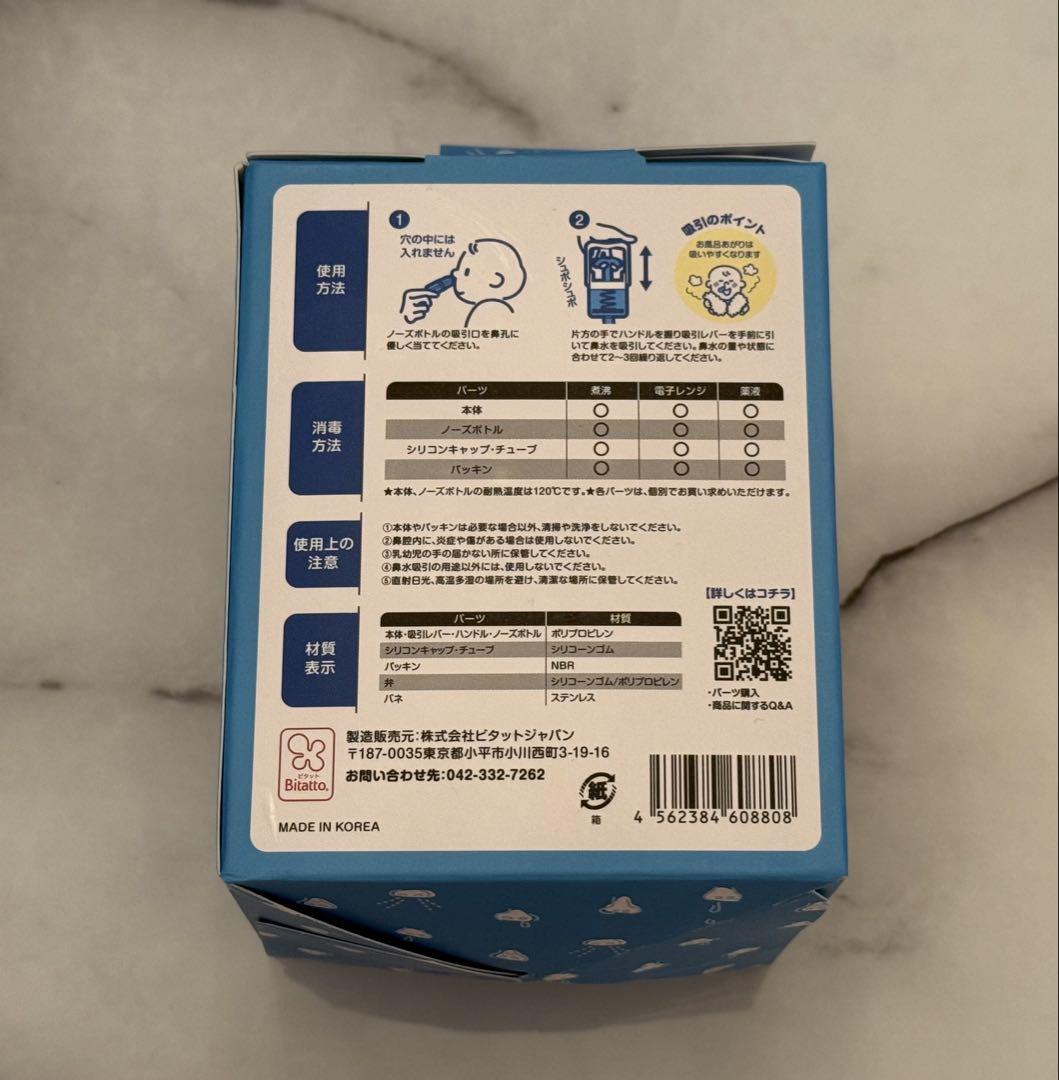 使用
方法
1
穴の中には
入れません
ノーズボトルの吸引口を鼻孔に
優しく当ててください。
2
シュポシュポ
片方の手でハンドルを握り吸引レバーを手前に引
いて鼻水を吸引してください。鼻水の量や状態に
合わせて2〜3回繰り返してください。
吸引のポイント
お風呂あがりは
吸いやすくなります
消毒
方法
パーツ 煮沸 電子レンジ 薬液
本体 ○ ○ ○
ノーズボトル ○ ○ ○
シリコンキャップ・チューブ ○ ○ ○
パッキン ○ ○ ○
★本体、ノーズボトルの耐熱温度は120℃です。★各パーツは、個別でお買い求めいただけます。
使用上の
注意
①本体やパッキンは必要な場合以外、清掃や洗浄をしないでください。
②鼻腔内に、炎症や傷がある場合は使用しないでください。
③乳幼児の手の届かない所に保管してください。
④鼻水吸引の用途以外には、使用しないでください。
⑤直射日光、高温多湿の場所を避け、清潔な場所に保管してください。
材質
表示
パーツ 材質
本体・吸引レバー・ハンドル・ノーズボトル ポリプロピレン
シリコンキャップ・チューブ シリコーンゴム
パッキン NBR
弁 シリコーンゴム/ポリプロピレン
バネ ステンレス
【詳しくはコチラ】
・パーツ購入
・商品に関するQ&A
ビタット
Bitatto.
製造販売元:株式会社ビタットジャパン
〒187-0035東京都小平市小川西町3-19-16
お問い合わせ先:042-332-7262
MADE IN KOREA
紙
箱
4 562384 608808